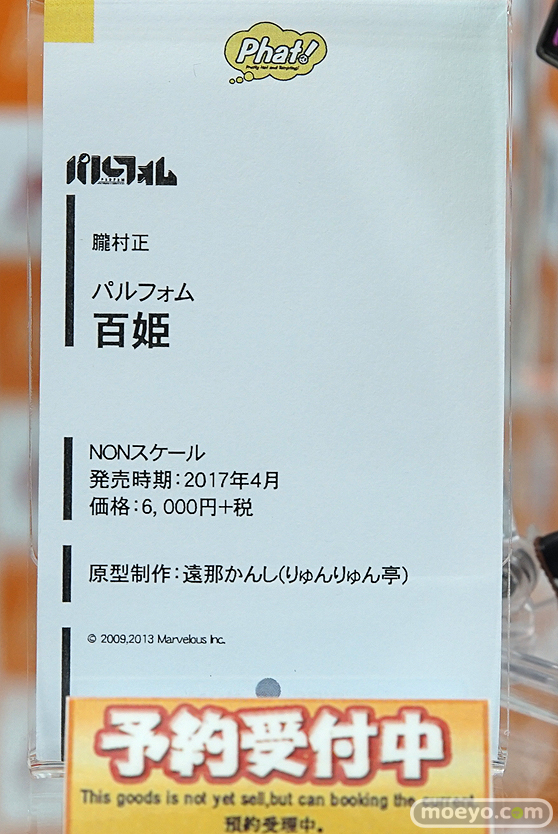 Phat!
パルフォム
朧村正
パルフォム
百姫
NONスケール
発売時期：2017年4月
価格：6,000円+税
原型制作：遠那かんし(りゅんりゅん亭)
© 2009,2013 Marvelous Inc.
予約受付中
This goods is not yet sell,but can booking the current
預約受理中。
moeyo.com